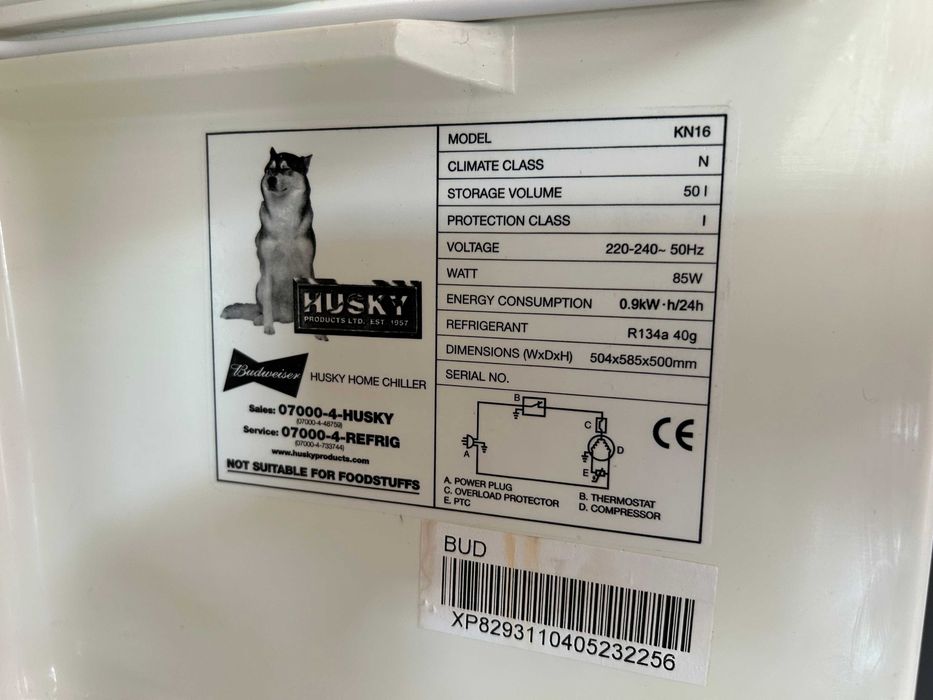 HUSKY
PRODUCTS LTD. EST 1957
Budweiser HUSKY HOME CHILLER
Sales: 07000-4-HUSKY
(07000-4-48759)
Service: 07000-4-REFRIG
(07000-4-733744)
www.huskyproducts.com
NOT SUITABLE FOR FOODSTUFFS
MODEL KN16
CLIMATE CLASS N
STORAGE VOLUME 50 l
PROTECTION CLASS I
VOLTAGE 220-240~ 50Hz
WATT 85W
ENERGY CONSUMPTION 0.9kW·h/24h
REFRIGERANT R134a 40g
DIMENSIONS (WxDxH) 504x585x500mm
SERIAL NO.
B
C
A
D
E
CE
A. POWER PLUG B. THERMOSTAT
C. OVERLOAD PROTECTOR D. COMPRESSOR
E. PTC
BUD
XP8293110405232256